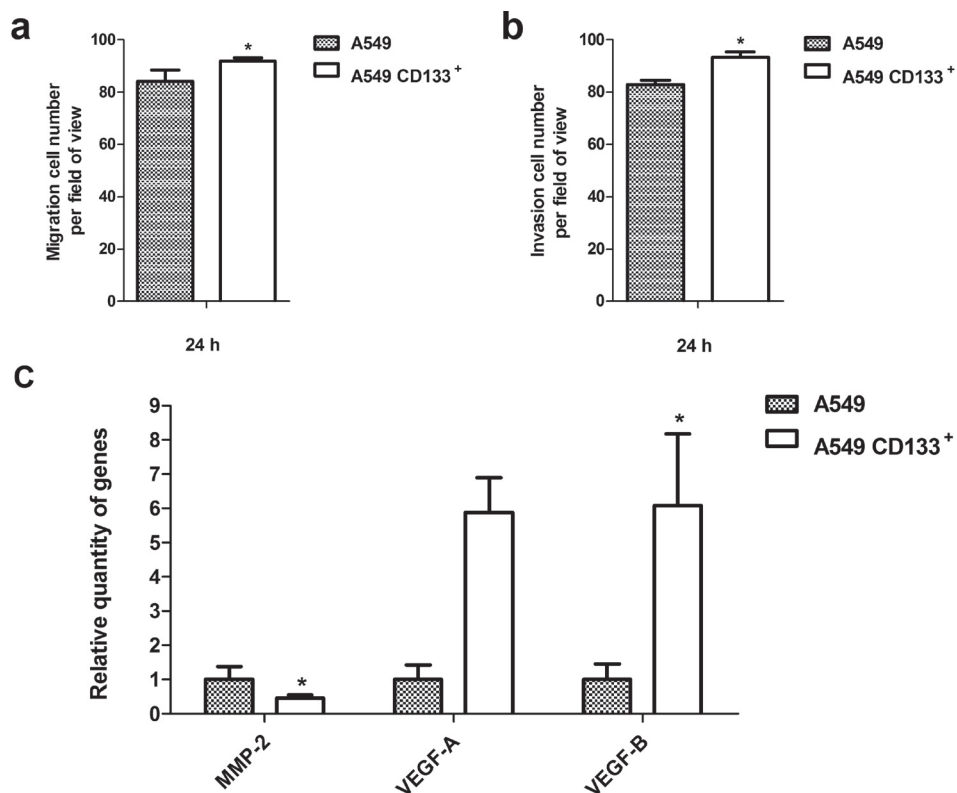 a
100
80
60
40
20
0
Migration cell number
per field of view
*
24 h
A549
A549 CD133+
b
100
80
60
40
20
0
Invasion cell number
per field of view
*
24 h
A549
A549 CD133+
c
9
8
7
6
5
4
3
2
1
0
Relative quantity of genes
*
*
MMP-2
VEGF-A
VEGF-B
A549
A549 CD133+